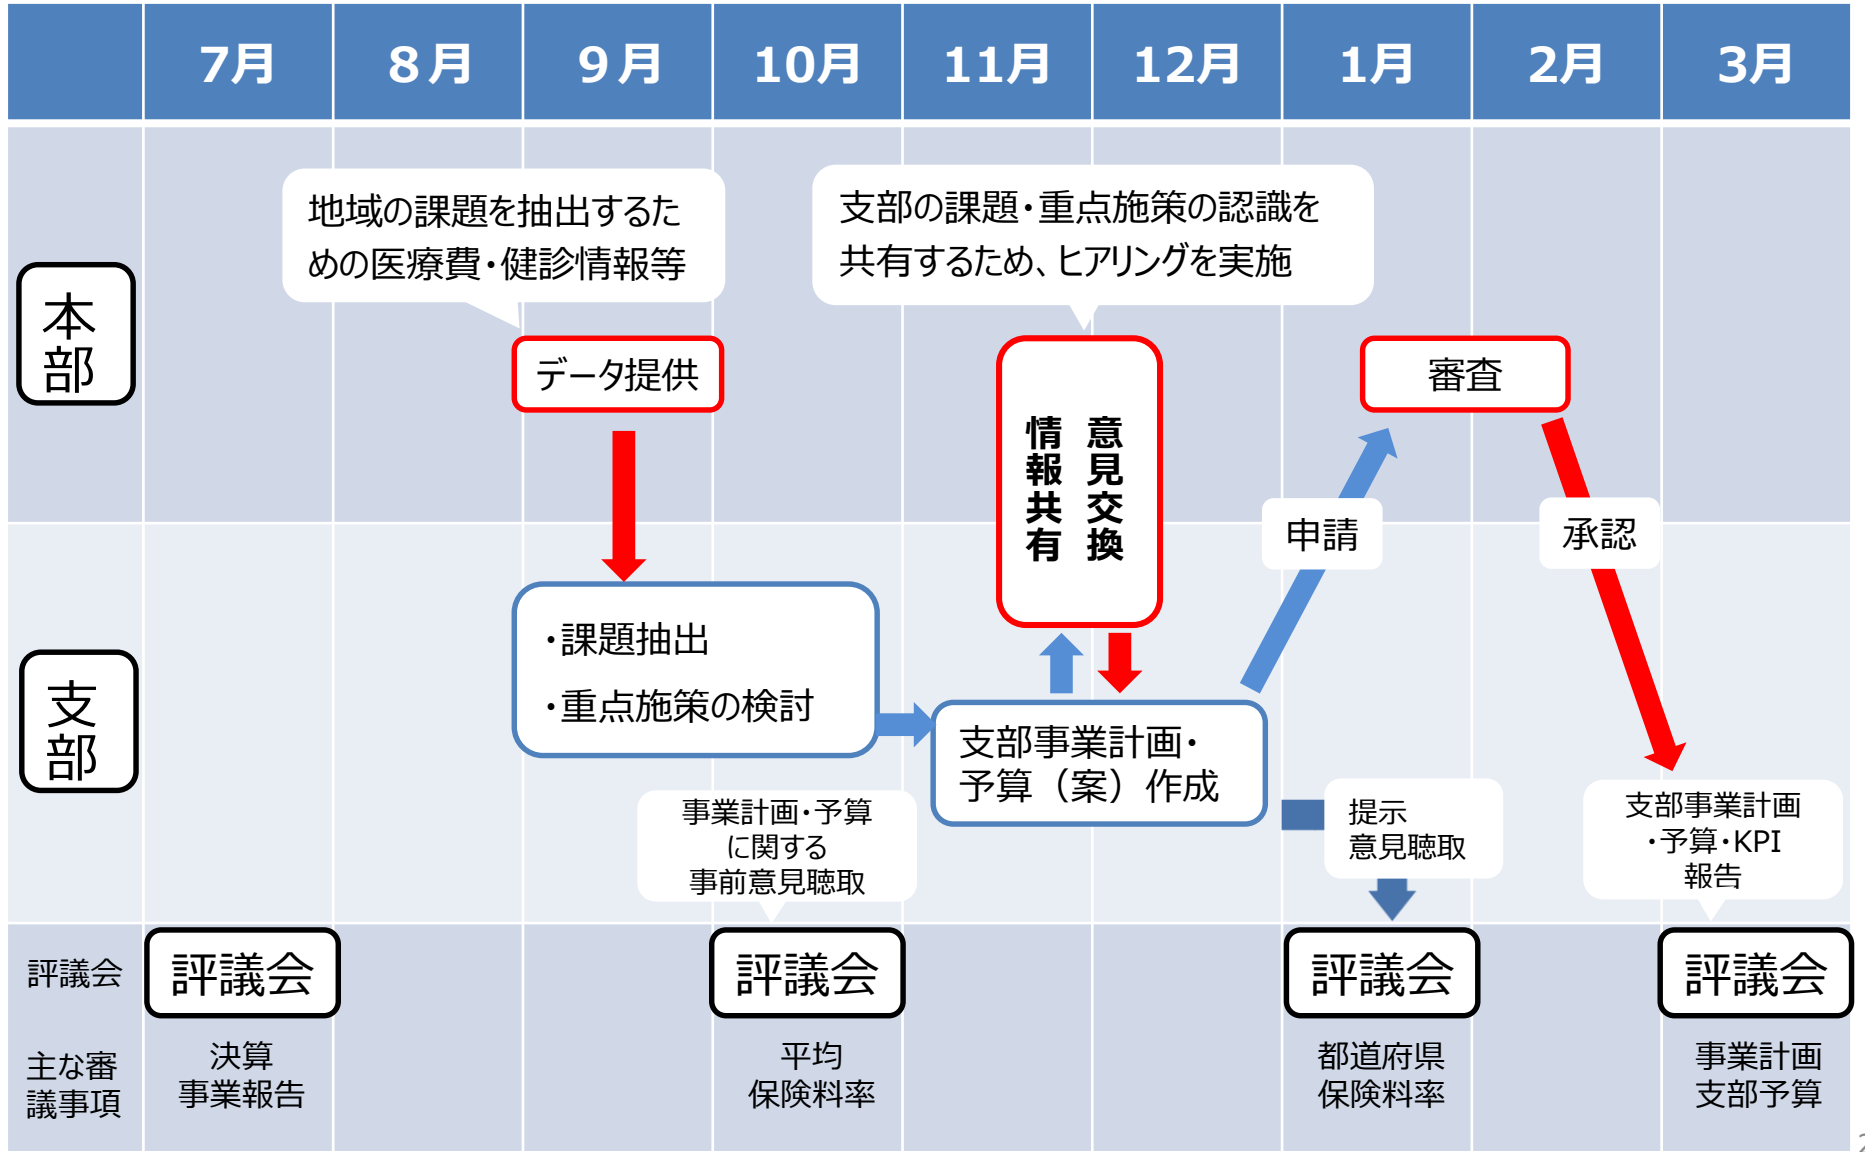 7月 8月 9月 10月 11月 12月 1月 2月 3月
地域の課題を抽出するた
めの医療費・健診情報等
支部の課題・重点施策の認識を
共有するため、ヒアリングを実施
本部
データ提供
意見交換
情報共有
審査
申請
承認
支部
・課題抽出
・重点施策の検討
支部事業計画・
予算（案）作成
事業計画・予算
に関する
事前意見聴取
提示
意見聴取
支部事業計画
・予算・KPI
報告
評議会
評議会
評議会
評議会
評議会
主な審
議事項
決算
事業報告
平均
保険料率
都道府県
保険料率
事業計画
支部予算